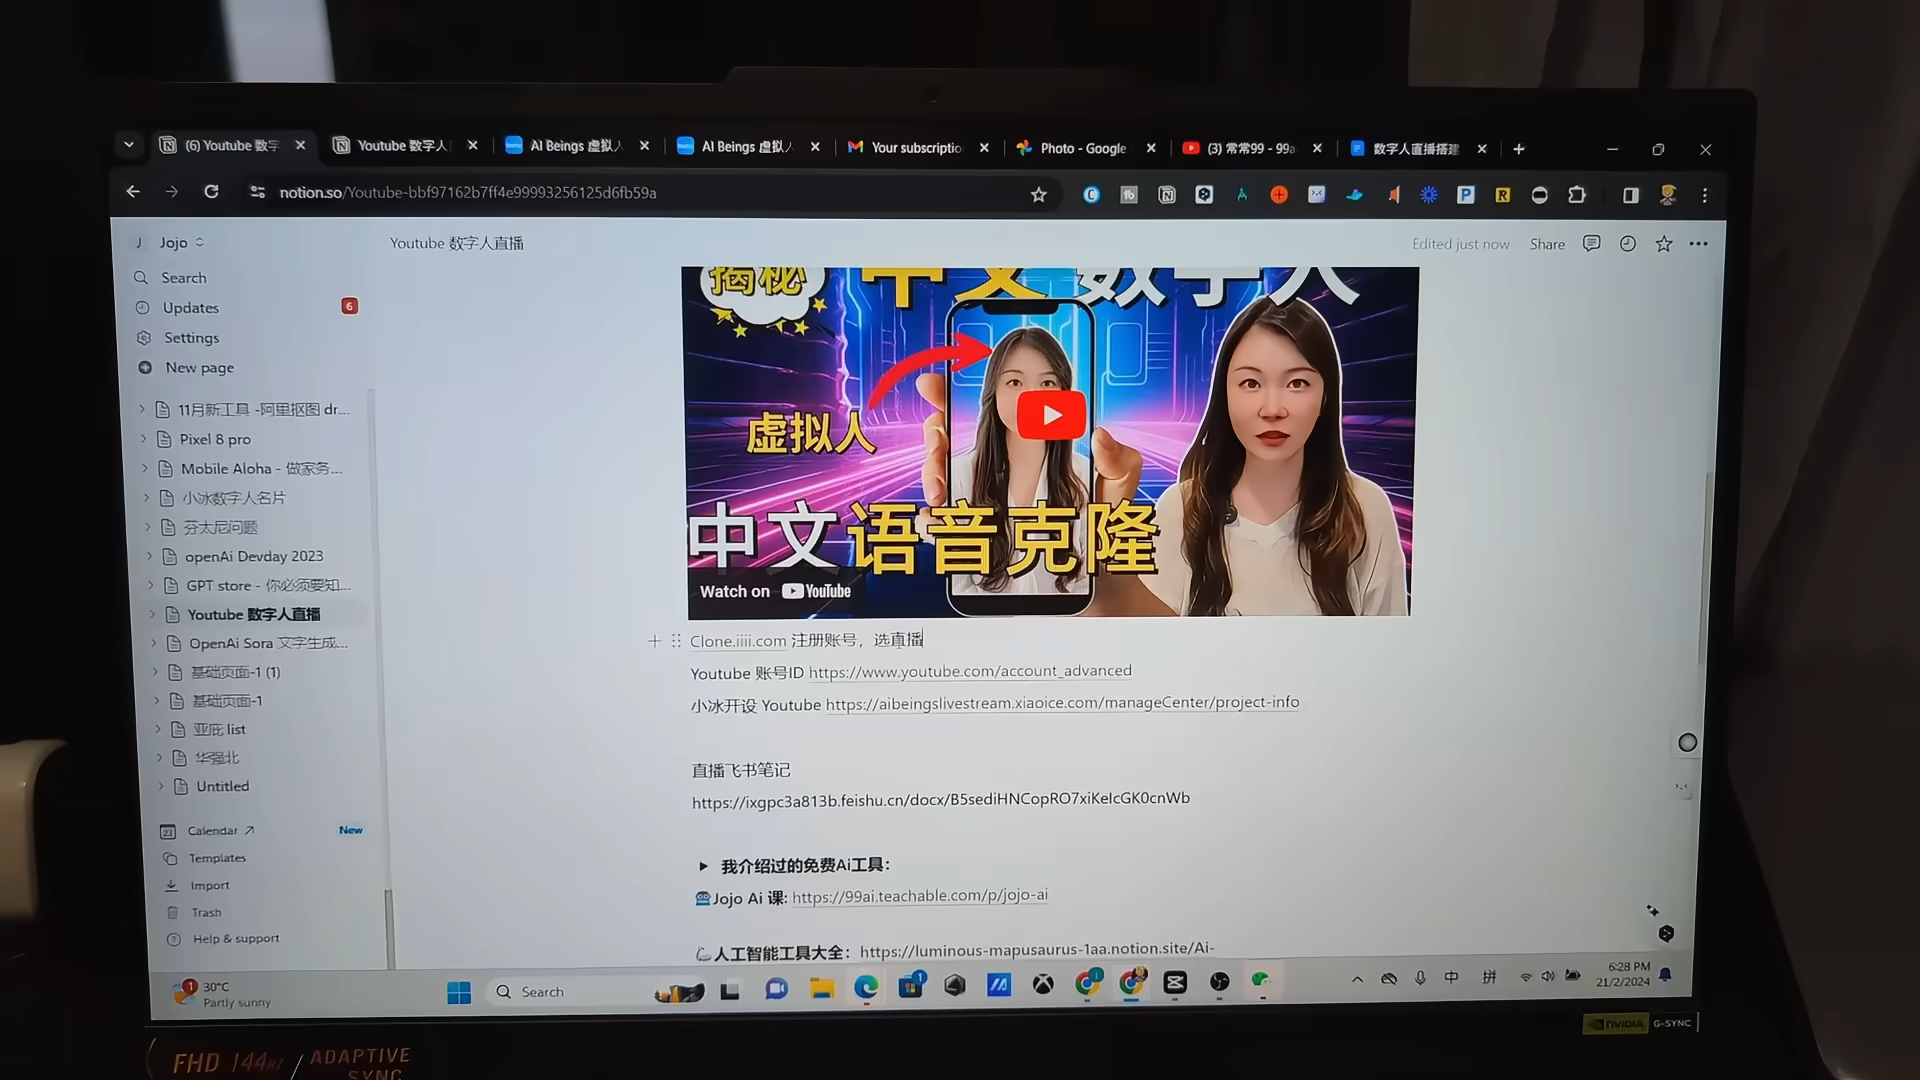 (6) Youtube 数字
Youtube 数字人
AI Beings 虚拟人
AI Beings 虚拟人
Your subscriptio
Photo - Google
(3) 常常99 - 99a
数字人直播搭建
notion.so/Youtube-bbf97162b7ff4e99993256125d6fb59a
J Jojo
Youtube 数字人直播
Edited just now
Share
Search
Updates
6
Settings
New page
11月新工具 -阿里抠图 dr...
Pixel 8 pro
Mobile Aloha - 做家务...
小冰数字人名片
芬太尼问题
openAi Devday 2023
GPT store - 你必须要知...
Youtube 数字人直播
OpenAi Sora 文字生成...
基础页面-1 (1)
基础页面-1
亚庇 list
华强北
Untitled
Calendar ↗
New
Templates
Import
Trash
Help & support
揭秘
中文数字人
虚拟人
中文语音克隆
Watch on YouTube
Clone.iiii.com 注册账号，选直播
Youtube 账号ID https://www.youtube.com/account_advanced
小冰开设 Youtube https://aibeingslivestream.xiaoice.com/manageCenter/project-info
直播飞书笔记
https://ixgpc3a813b.feishu.cn/docx/B5sediHNCopRO7xiKelcGK0cnWb
我介绍过的免费Ai工具：
Jojo Ai 课: https://99ai.teachable.com/p/jojo-ai
人工智能工具大全：https://luminous-mapusaurus-1aa.notion.site/Ai-
1
30°C
Partly sunny
Search
中
拼
6:28 PM
21/2/2024
NVIDIA G-SYNC
FHD 144Hz / ADAPTIVE
SYNC